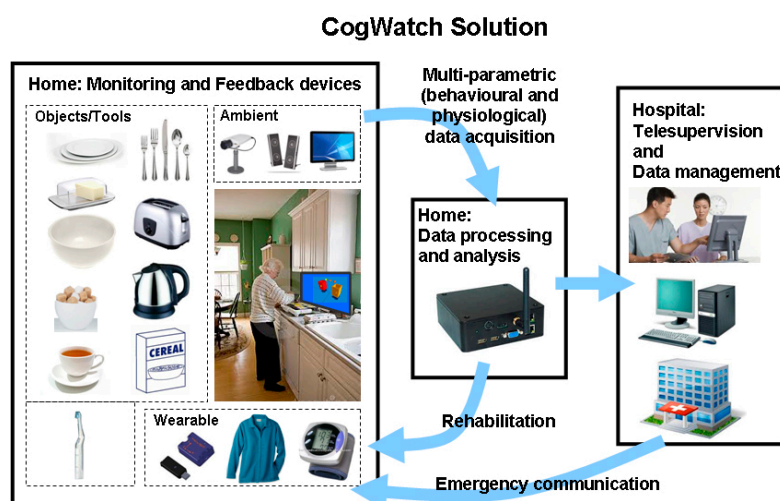 CogWatch Solution
Home: Monitoring and Feedback devices
Objects/Tools
Ambient
CEREAL
Wearable
Multi-parametric
(behavioural and
physiological)
data acquisition
Home:
Data processing
and analysis
Rehabilitation
Emergency communication
Hospital:
Telesupervision
and
Data management